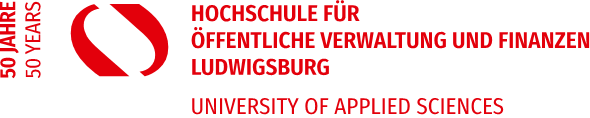 50 JAHRE
50 YEARS
HOCHSCHULE FÜR
ÖFFENTLICHE VERWALTUNG UND FINANZEN
LUDWIGSBURG
UNIVERSITY OF APPLIED SCIENCES